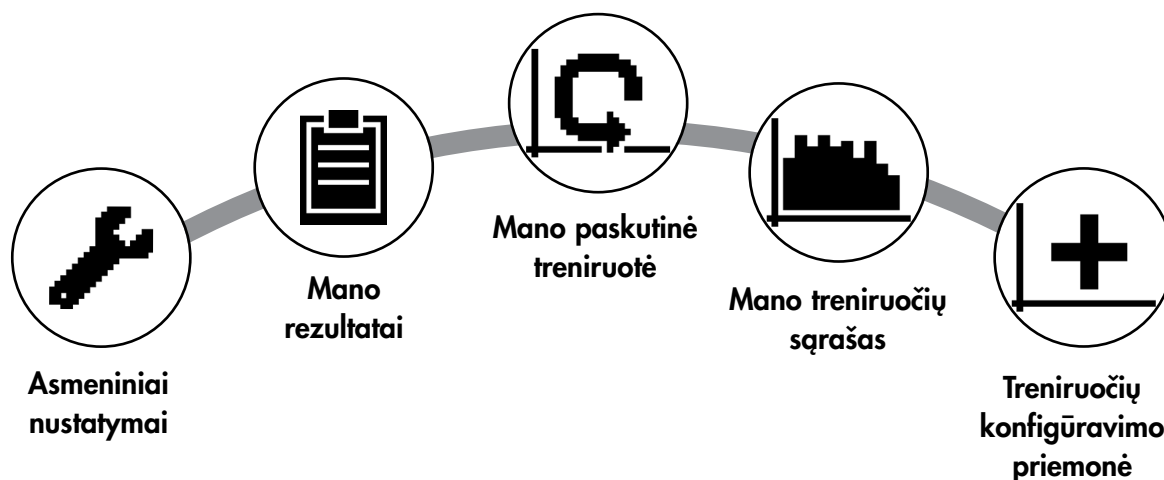 Asmeniniai
nustatymai
Mano
rezultatai
Mano paskutinė
treniruotė
Mano treniruočių
sąrašas
Treniruočių
konfigūravimo
priemonė